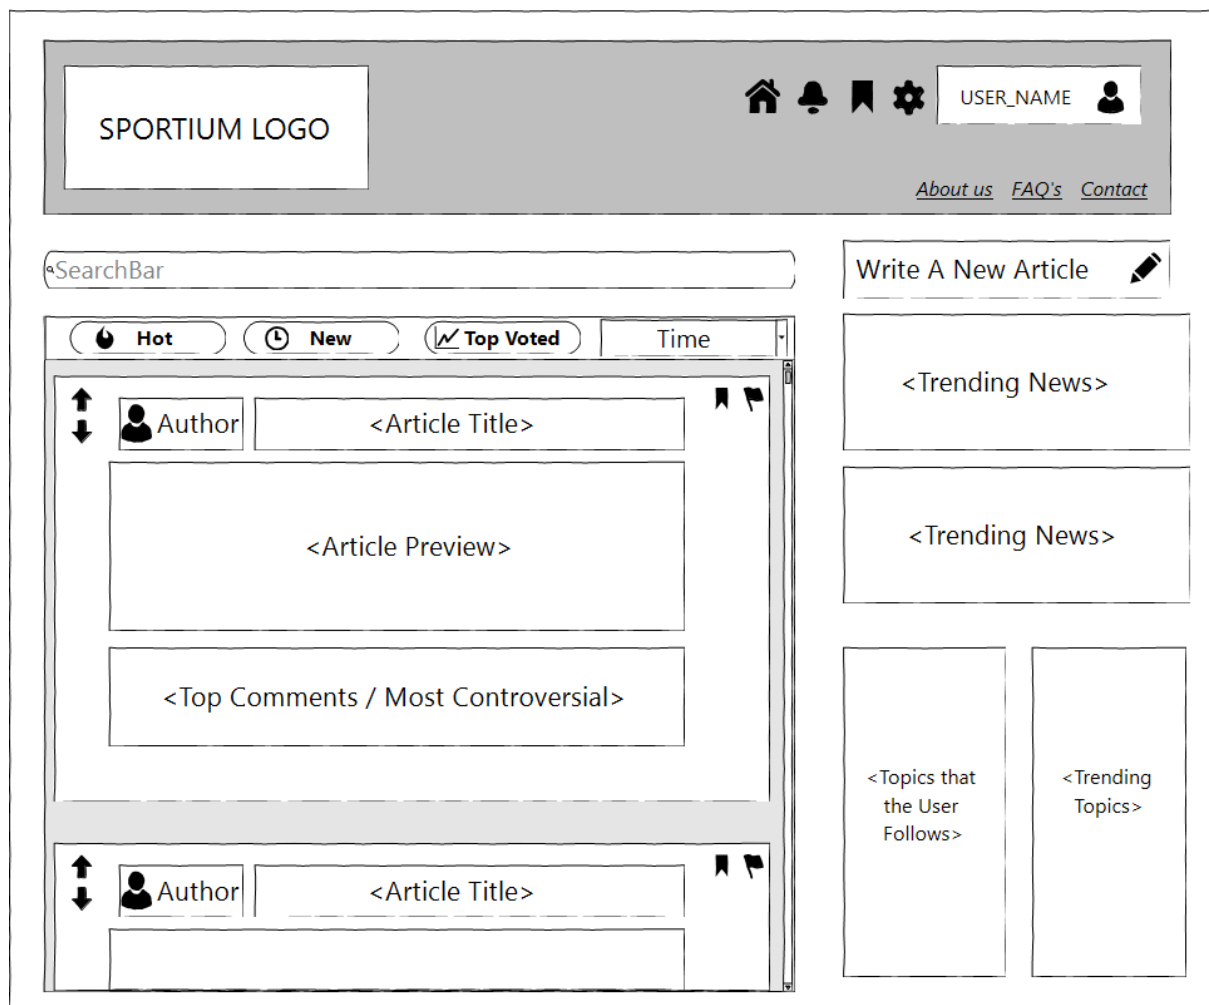 SPORTIUM LOGO
USER_NAME
About us FAQ's Contact
SearchBar
Write A New Article
Hot New Top Voted Time
<Trending News>
Author <Article Title>
<Article Preview>
<Trending News>
<Top Comments / Most Controversial>
<Topics that
the User
Follows>
<Trending
Topics>
Author <Article Title>